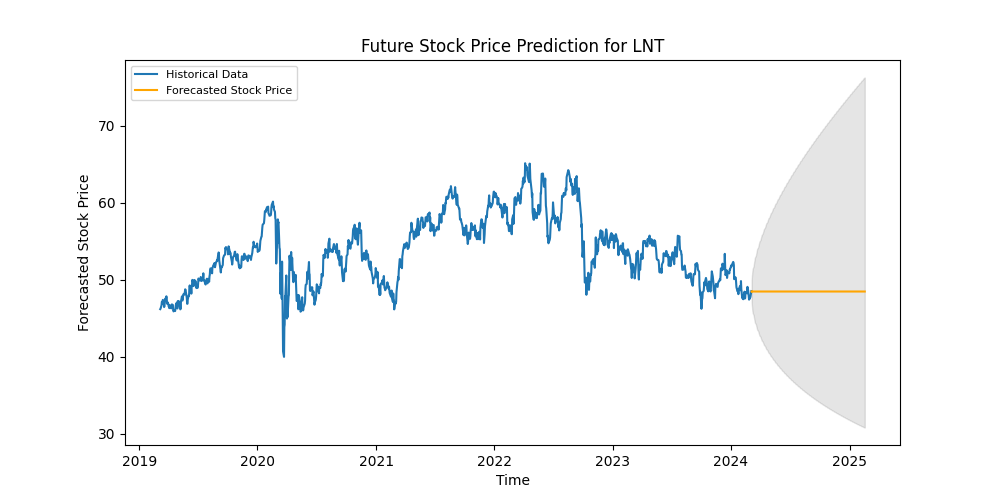 Future Stock Price Prediction for LNT
Historical Data
Forecasted Stock Price
Forecasted Stock Price
70
60
50
40
30
2019
2020
2021
2022
2023
2024
2025
Time